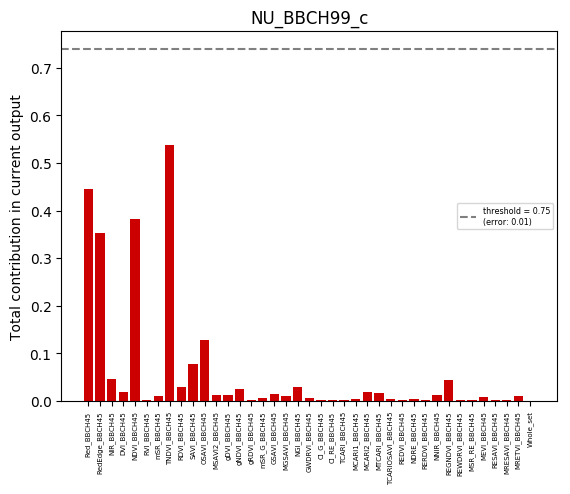 NU_BBCH99_c
Total contribution in current output
0.7
0.6
0.5
0.4
0.3
0.2
0.1
0.0
threshold = 0.75
(error: 0.01)
Red_BBCH45
RedEdge_BBCH45
NIR_BBCH45
DVI_BBCH45
NDVI_BBCH45
RVI_BBCH45
mSR_BBCH45
TNDVI_BBCH45
RDVI_BBCH45
SAVI_BBCH45
OSAVI_BBCH45
MSAVI2_BBCH45
gDVI_BBCH45
gNDVI_BBCH45
gRDVI_BBCH45
mSR_G_BBCH45
GSAVI_BBCH45
MGSAVI_BBCH45
NGI_BBCH45
GWDRVI_BBCH45
CI_G_BBCH45
CI_RE_BBCH45
TCARI_BBCH45
MCARI1_BBCH45
MCARI2_BBCH45
MTCARI_BBCH45
TCARIOSAVI_BBCH45
REDVI_BBCH45
NDRE_BBCH45
RERDVI_BBCH45
NNIR_BBCH45
REGNDVI_BBCH45
REWDRVI_BBCH45
MSR_RE_BBCH45
MEVI_BBCH45
RESAVI_BBCH45
MRESAVI_BBCH45
MRETVI_BBCH45
Whole_set